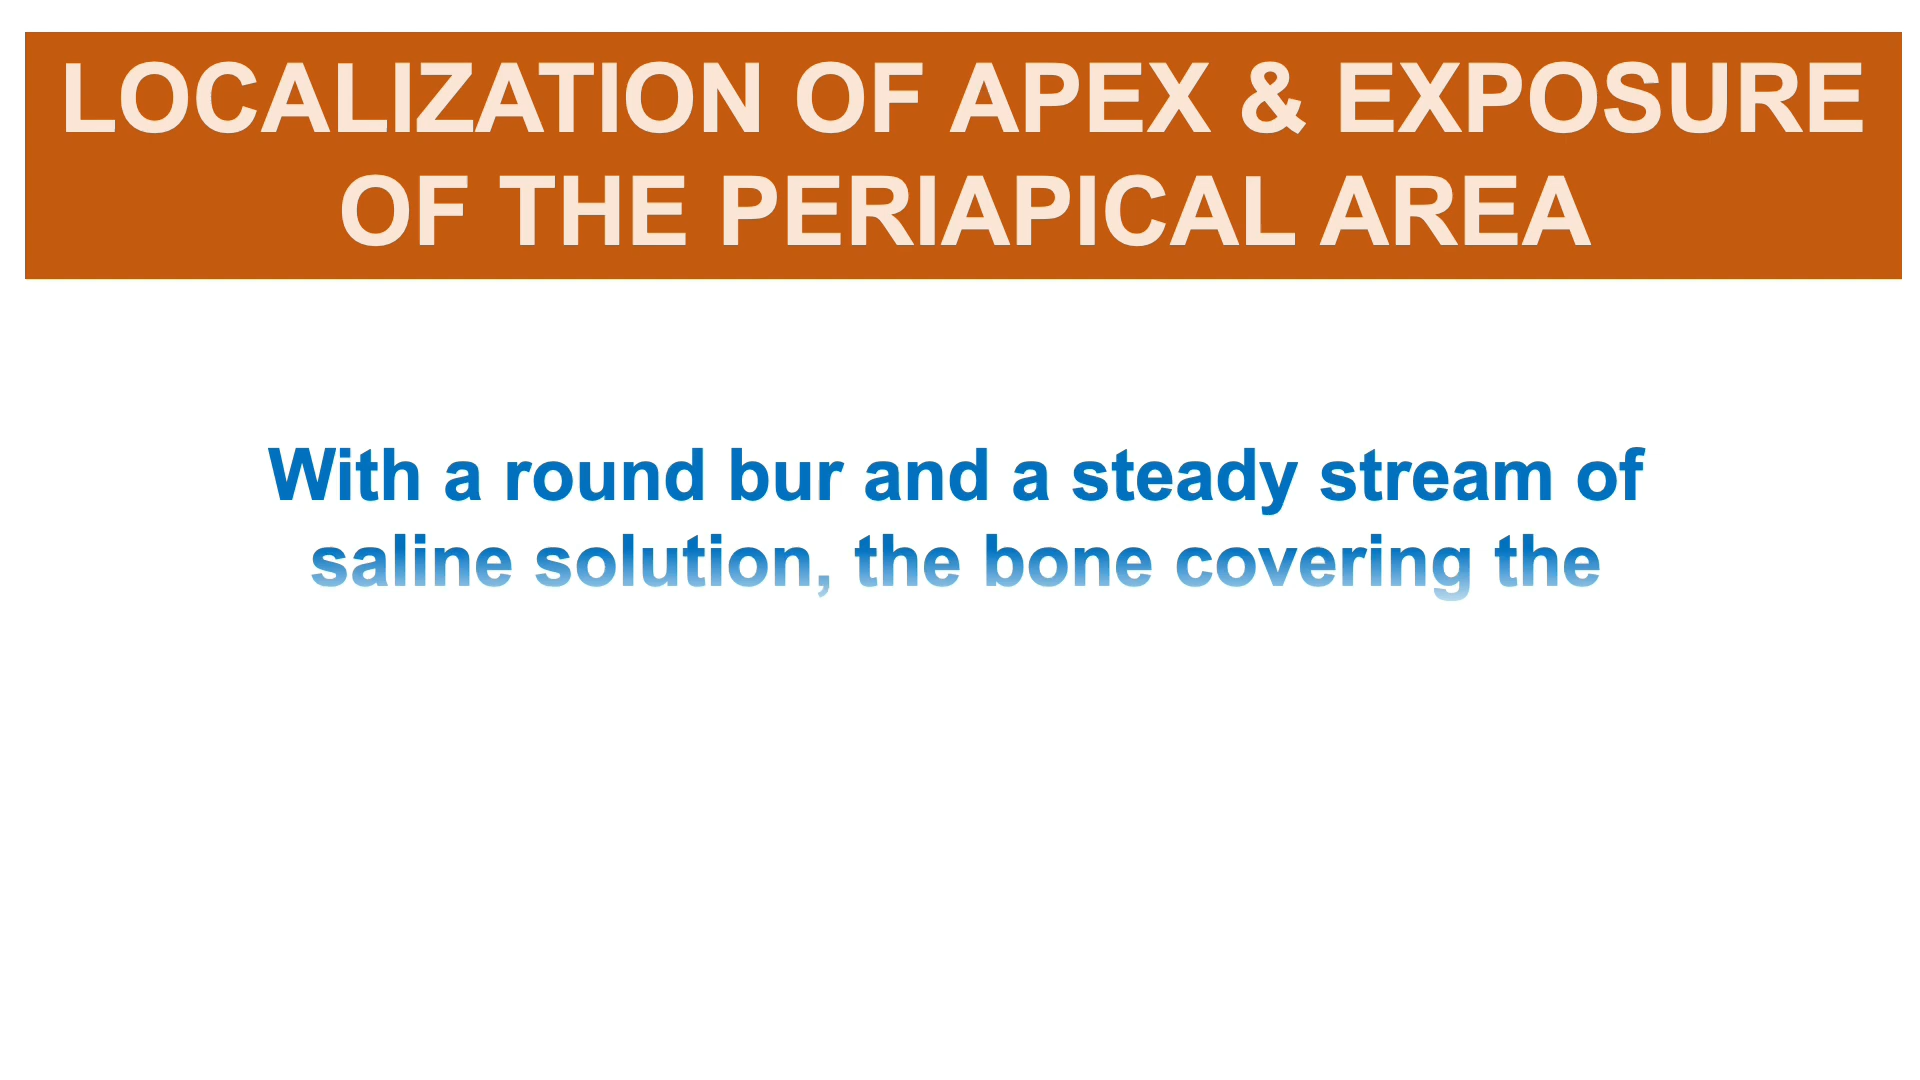 LOCALIZATION OF APEX & EXPOSURE
OF THE PERIAPICAL AREA
With a round bur and a steady stream of
saline solution, the bone covering the